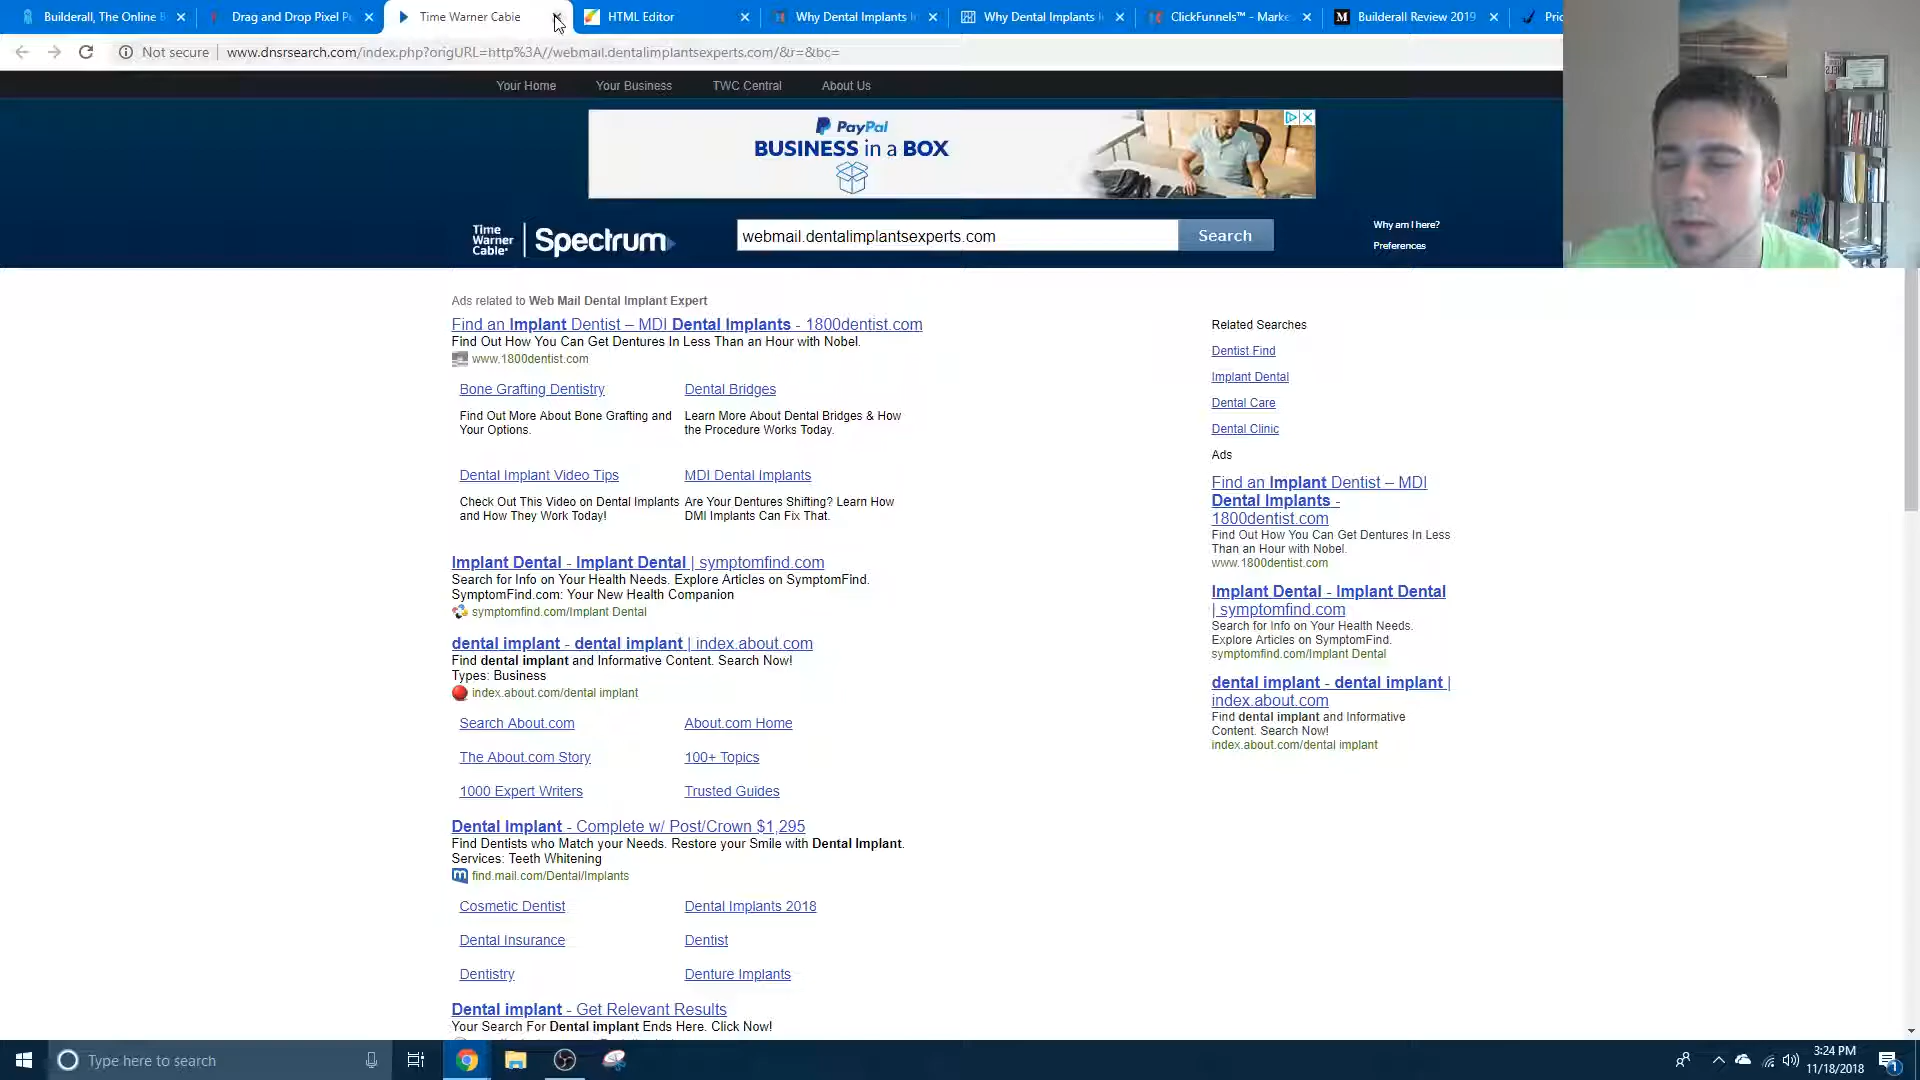 Builderall, The Online B
Drag and Drop Pixel P
Time Warner Cable
HTML Editor
Why Dental Implants I
Why Dental Implants I
ClickFunnels™ - Marke
Builderall Review 2019
Pric
Not secure
www.dnsrsearch.com/index.php?origURL=http%3A//webmail.dentalimplantsexperts.com/&r=&bc=
Your Home
Your Business
TWC Central
About Us
PayPal
BUSINESS in a BOX
Time
Warner
Cable
Spectrum
webmail.dentalimplantsexperts.com
Search
Why am I here?
Preferences
Ads related to Web Mail Dental Implant Expert
Find an Implant Dentist – MDI Dental Implants - 1800dentist.com
Find Out How You Can Get Dentures In Less Than an Hour with Nobel.
www.1800dentist.com
Bone Grafting Dentistry
Find Out More About Bone Grafting and
Your Options.
Dental Bridges
Learn More About Dental Bridges & How
the Procedure Works Today.
Dental Implant Video Tips
Check Out This Video on Dental Implants
and How They Work Today!
MDI Dental Implants
Are Your Dentures Shifting? Learn How
DMI Implants Can Fix That.
Implant Dental - Implant Dental | symptomfind.com
Search for Info on Your Health Needs. Explore Articles on SymptomFind.
SymptomFind.com: Your New Health Companion
symptomfind.com/Implant Dental
dental implant - dental implant | index.about.com
Find dental implant and Informative Content. Search Now!
Types: Business
index.about.com/dental implant
Search About.com
About.com Home
The About.com Story
100+ Topics
1000 Expert Writers
Trusted Guides
Dental Implant - Complete w/ Post/Crown $1,295
Find Dentists who Match your Needs. Restore your Smile with Dental Implant.
Services: Teeth Whitening
find.mail.com/Dental/Implants
Cosmetic Dentist
Dental Implants 2018
Dental Insurance
Dentist
Dentistry
Denture Implants
Dental implant - Get Relevant Results
Your Search For Dental implant Ends Here. Click Now!
Related Searches
Dentist Find
Implant Dental
Dental Care
Dental Clinic
Ads
Find an Implant Dentist – MDI
Dental Implants -
1800dentist.com
Find Out How You Can Get Dentures In Less
Than an Hour with Nobel.
www.1800dentist.com
Implant Dental - Implant Dental
| symptomfind.com
Search for Info on Your Health Needs.
Explore Articles on SymptomFind.
symptomfind.com/Implant Dental
dental implant - dental implant |
index.about.com
Find dental implant and Informative
Content. Search Now!
index.about.com/dental implant
Type here to search
3:24 PM
11/18/2018
1